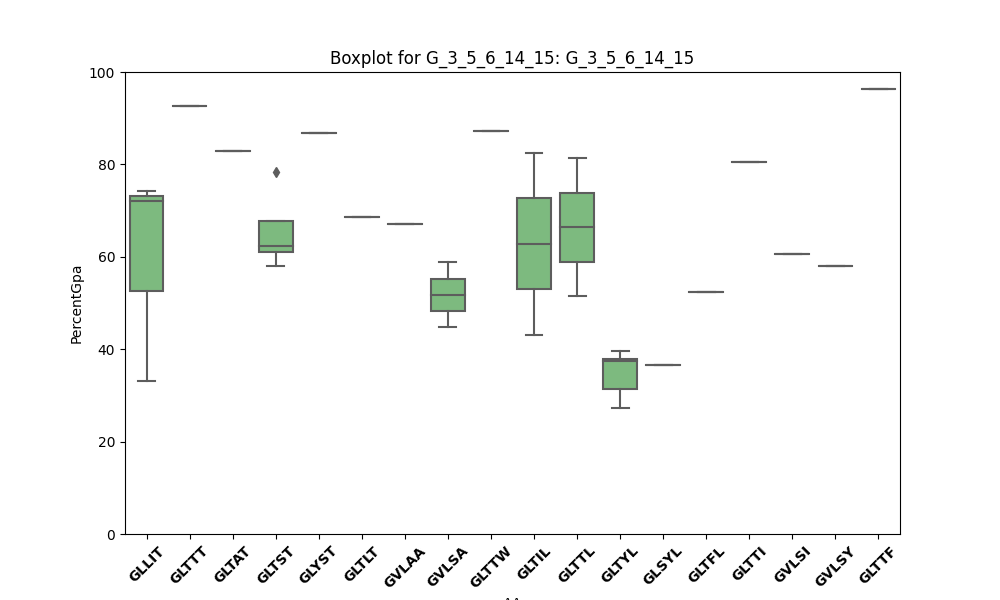 Boxplot for G_3_5_6_14_15: G_3_5_6_14_15
100
80
60
40
20
0
PercentGpa
GLLIT GLTTT GLTAT GLTST GLYST GLTLT GVLAA GVLSA GLTTW GLTIL GLTTL GLTYL GLSYL GLTFL GLTTI GVLSI GVLSY GLTTF